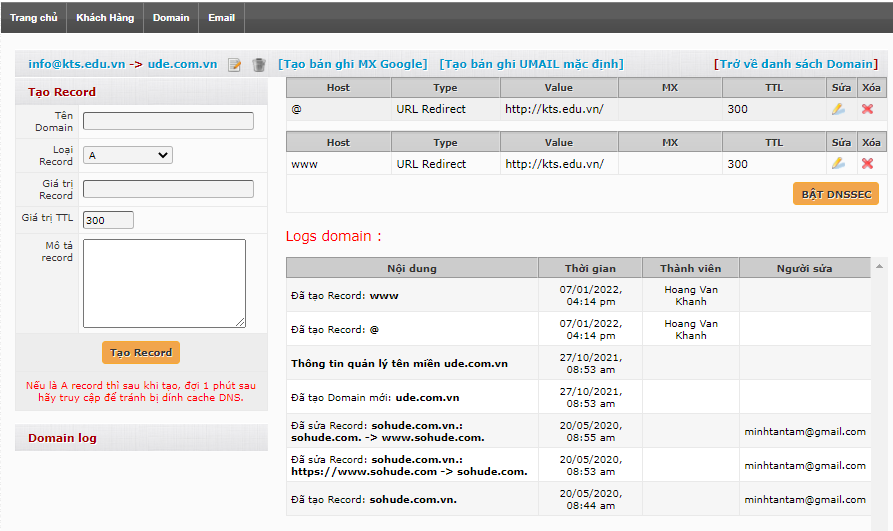 Trang chủ Khách Hàng Domain Email
info@kts.edu.vn -> ude.com.vn [Tạo bản ghi MX Google] [Tạo bản ghi UMAIL mặc định] [Trở về danh sách Domain]
Tạo Record
Tên
Domain
Loại
Record
A
Giá trị
Record
Giá trị TTL
300
Mô tả
record
Tạo Record
Nếu là A record thì sau khi tạo, đợi 1 phút sau
hãy truy cập để tránh bị dính cache DNS.
Domain log
Host Type Value MX TTL Sửa Xóa
@ URL Redirect http://kts.edu.vn/ 300
Host Type Value MX TTL Sửa Xóa
www URL Redirect http://kts.edu.vn/ 300
BẬT DNSSEC
Logs domain :
Nội dung Thời gian Thành viên Người sửa
Đã tạo Record: www
07/01/2022,
04:14 pm
Hoang Van
Khanh
Đã tạo Record: @
07/01/2022,
04:14 pm
Hoang Van
Khanh
Thông tin quản lý tên miền ude.com.vn
27/10/2021,
08:53 am
Đã tạo Domain mới: ude.com.vn
27/10/2021,
08:53 am
Đã sửa Record: sohude.com.vn.:
sohude.com. -> www.sohude.com.
20/05/2020,
08:55 am
minhtantam@gmail.com
Đã sửa Record: sohude.com.vn.:
https://www.sohude.com -> sohude.com.
20/05/2020,
08:53 am
minhtantam@gmail.com
Đã tạo Record: sohude.com.vn.
20/05/2020,
08:44 am
minhtantam@gmail.com